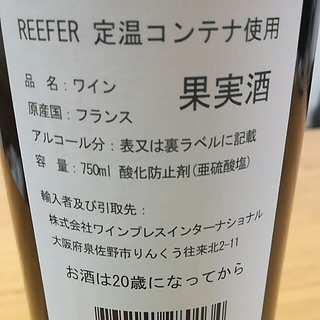 REEFER 定温コンテナ使用
品 名:ワイン
果実酒
原産国:フランス
アルコール分:表又は裏ラベルに記載
容 量:750ml 酸化防止剤(亜硫酸塩)
輸入者及び引取先:
株式会社ワインプレスインターナショナル
大阪府泉佐野市りんくう往来北2-11
お酒は20歳になってから